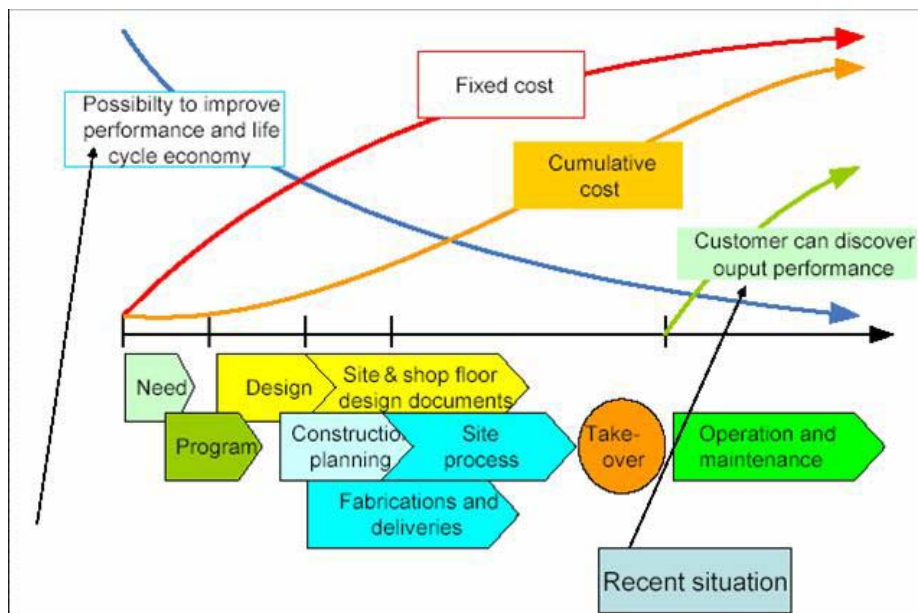 Fixed cost
Possibilty to improve
performance and life
cycle economy
Cumulative
cost
Customer can discover
ouput performance
Need
Design
Site & shop floor
design documents
Program
Construction
planning
Site
process
Take-
over
Operation and
maintenance
Fabrications and
deliveries
Recent situation